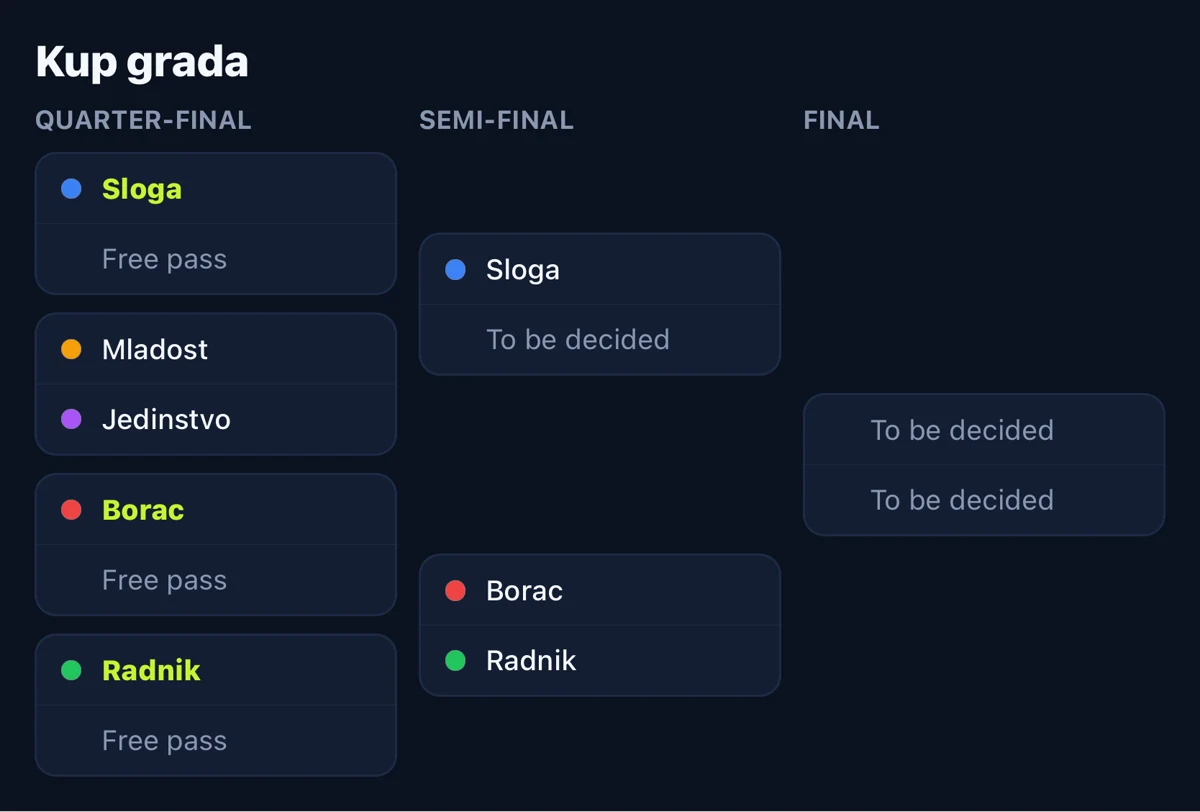 Kup grada
QUARTER-FINAL
Sloga
Free pass
Mladost
Jedinstvo
Borac
Free pass
Radnik
Free pass
SEMI-FINAL
Sloga
To be decided
Borac
Radnik
FINAL
To be decided
To be decided